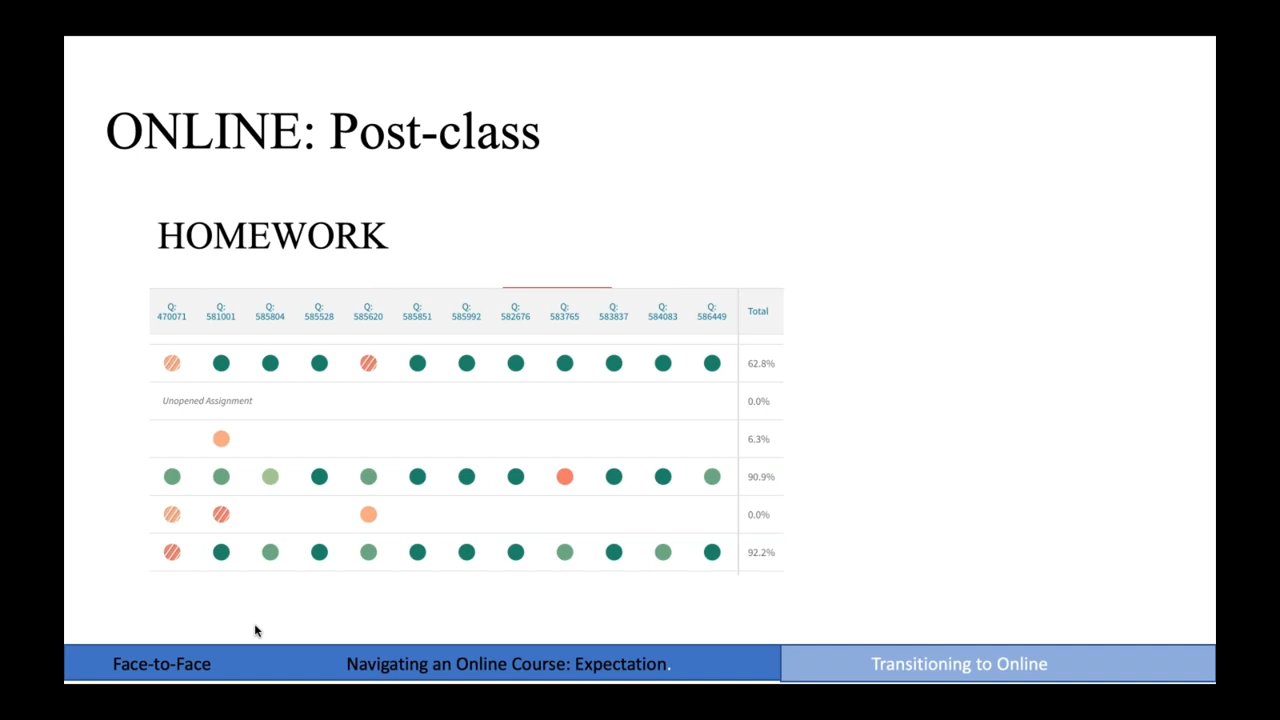 ONLINE: Post-class
HOMEWORK
Q: Q: Q: Q: Q: Q: Q: Q: Q: Q: Q: Q:
470071 581001 585804 585528 585620 585851 585992 582676 583765 583837 584083 586449 Total
62.8%
Unopened Assignment 0.0%
6.3%
90.9%
0.0%
92.2%
Face-to-Face Navigating an Online Course: Expectation. Transitioning to Online